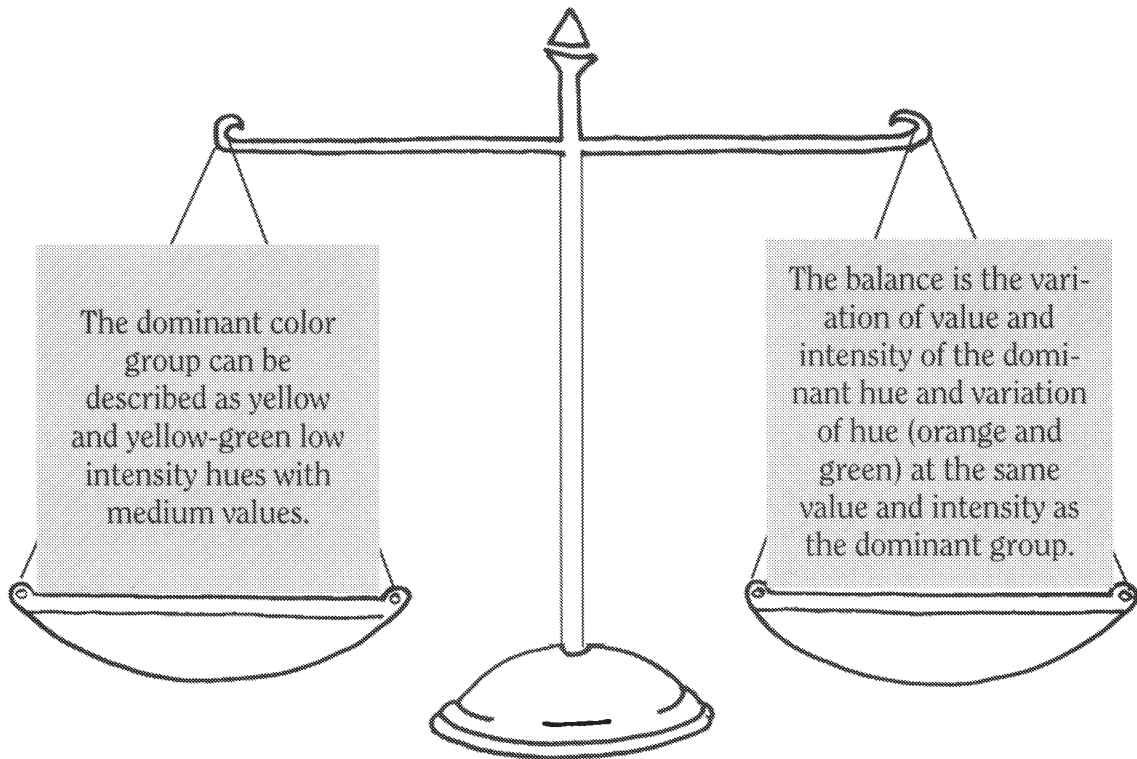 The dominant color
group can be
described as yellow
and yellow-green low
intensity hues with
medium values.
The balance is the vari-
ation of value and
intensity of the domi-
nant hue and variation
of hue (orange and
green) at the same
value and intensity as
the dominant group.